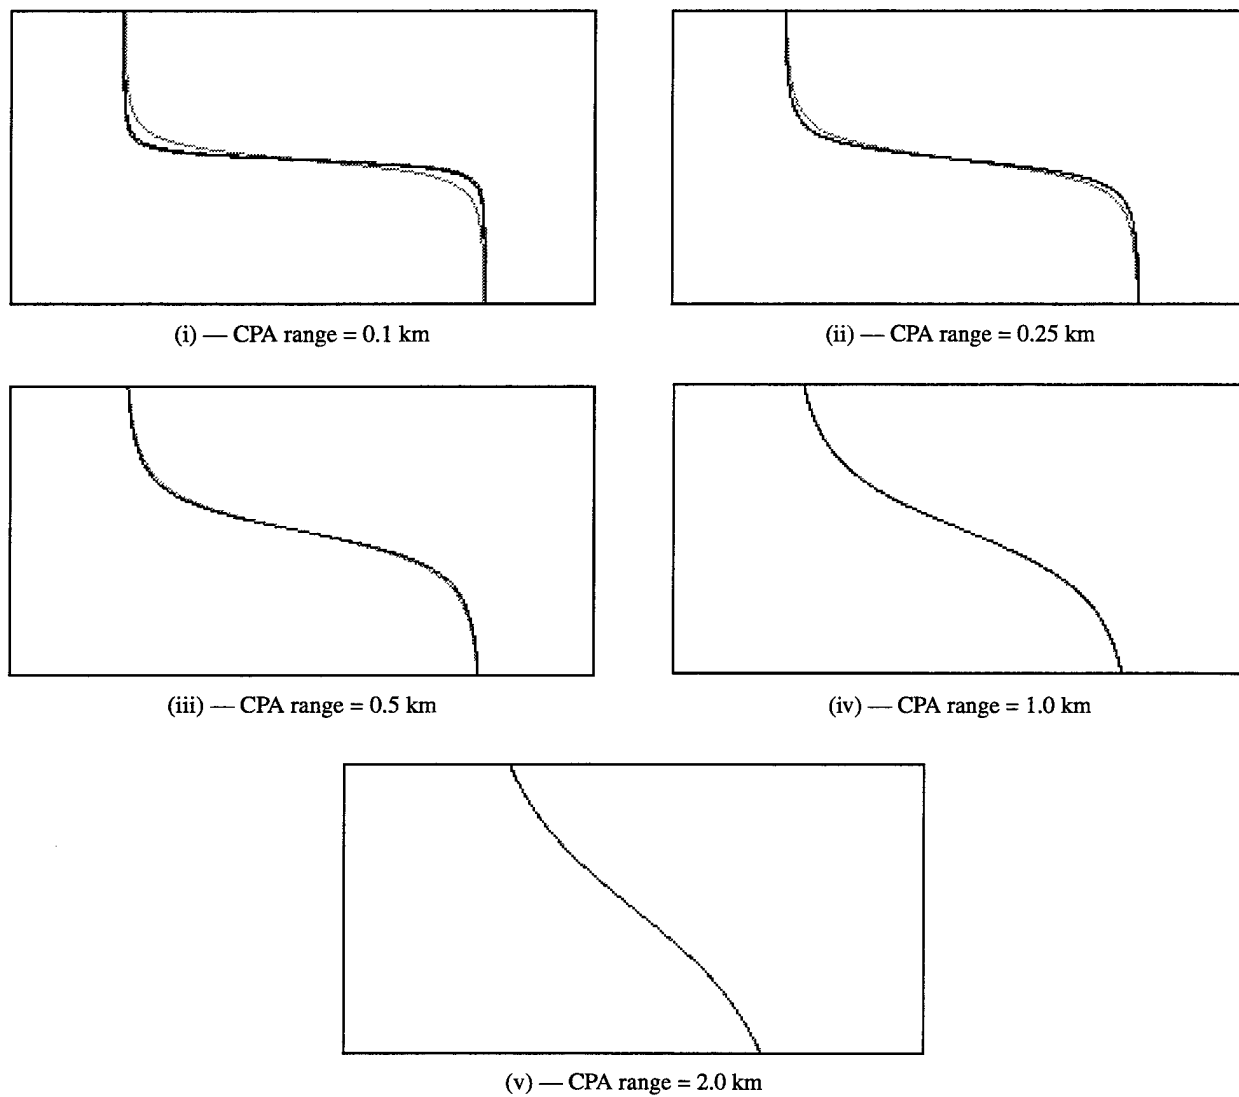 (i) — CPA range = 0.1 km
(ii) — CPA range = 0.25 km
(iii) — CPA range = 0.5 km
(iv) — CPA range = 1.0 km
(v) — CPA range = 2.0 km